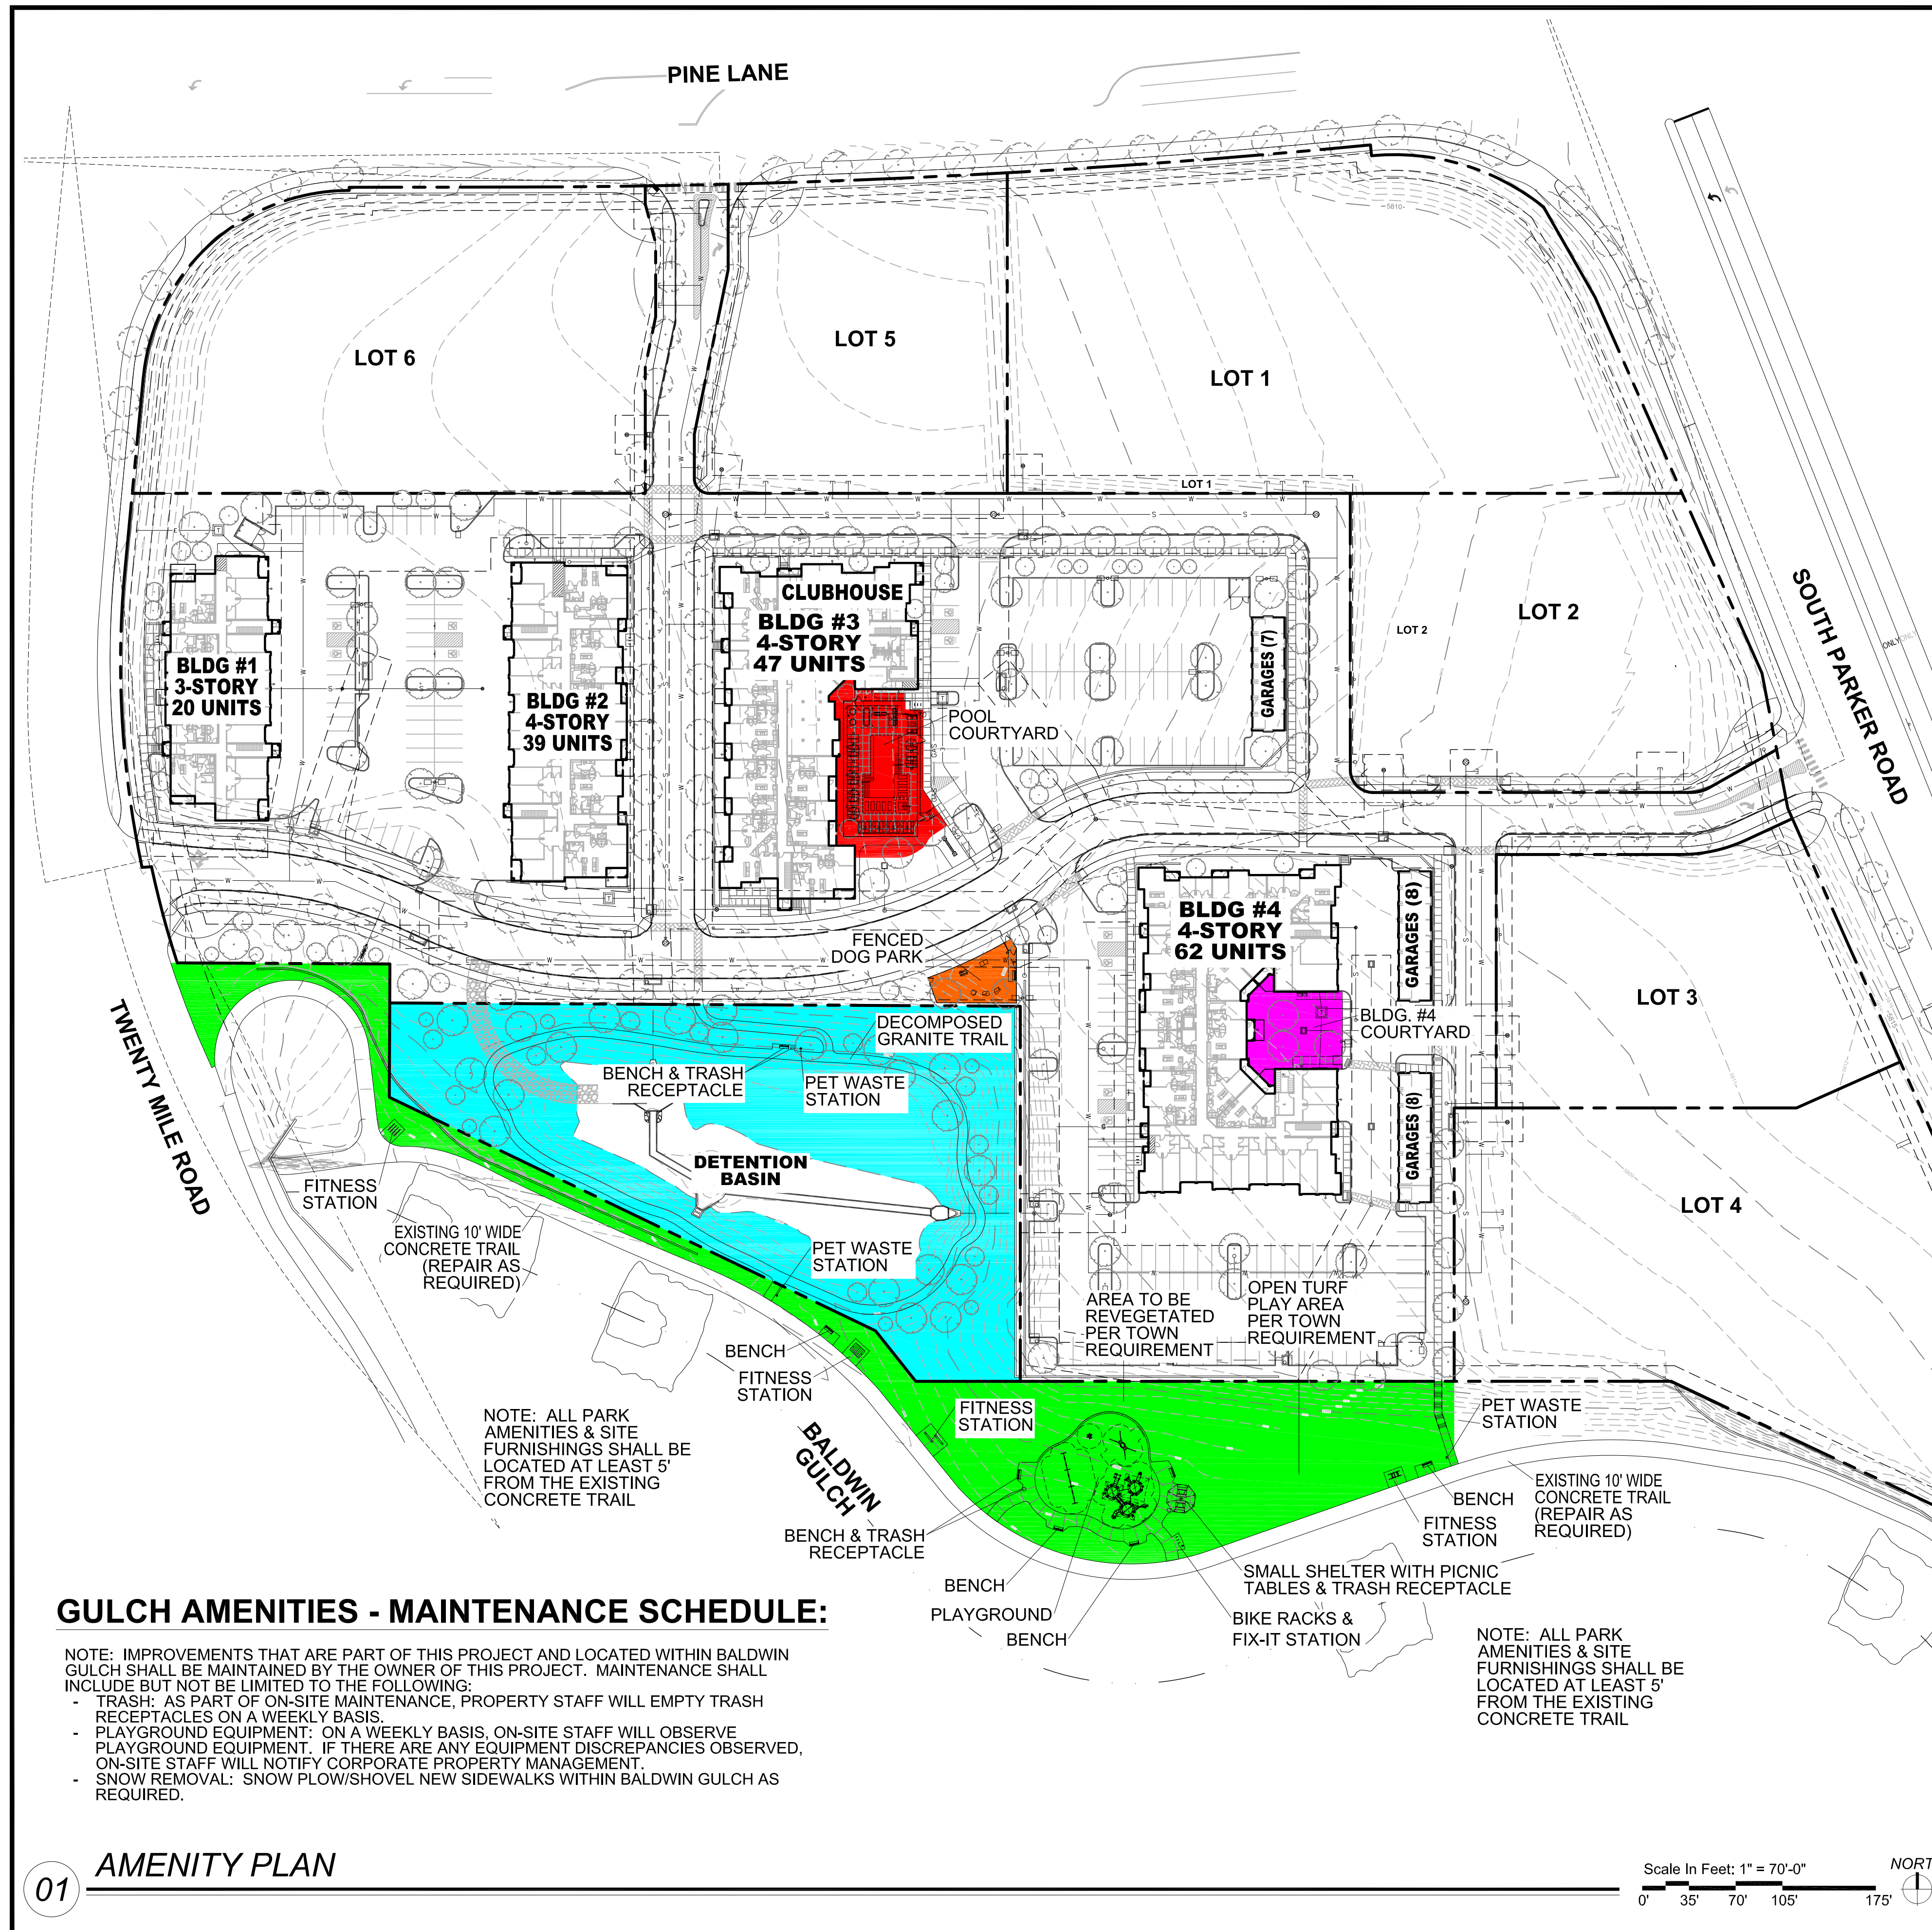 PINE LANE
5810
LOT 6
LOT 5
LOT 1
LOT 1
LOT 2
LOT 2
SOUTH PARKER ROAD
ONLY
ONLY
CLUBHOUSE
BLDG #3
4-STORY
47 UNITS
BLDG #1
3-STORY
20 UNITS
BLDG #2
4-STORY
39 UNITS
GARAGES (7)
POOL
COURTYARD
BLDG #4
4-STORY
62 UNITS
GARAGES (8)
FENCED
DOG PARK
LOT 3
BLDG. #4
COURTYARD
5815
TWENTY MILE ROAD
DECOMPOSED
GRANITE TRAIL
BENCH & TRASH
RECEPTACLE
PET WASTE
STATION
GARAGES (8)
DETENTION
BASIN
FITNESS
STATION
LOT 4
EXISTING 10' WIDE
CONCRETE TRAIL
(REPAIR AS
REQUIRED)
PET WASTE
STATION
AREA TO BE
REVEGETATED
PER TOWN
REQUIREMENT
OPEN TURF
PLAY AREA
PER TOWN
REQUIREMENT
BENCH
FITNESS
STATION
FITNESS
STATION
PET WASTE
STATION
NOTE: ALL PARK
AMENITIES & SITE
FURNISHINGS SHALL BE
LOCATED AT LEAST 5'
FROM THE EXISTING
CONCRETE TRAIL
BALDWIN
GULCH
EXISTING 10' WIDE
CONCRETE TRAIL
(REPAIR AS
REQUIRED)
BENCH
FITNESS
STATION
BENCH & TRASH
RECEPTACLE
SMALL SHELTER WITH PICNIC
TABLES & TRASH RECEPTACLE
BENCH
PLAYGROUND
BENCH
BIKE RACKS &
FIX-IT STATION
NOTE: ALL PARK
AMENITIES & SITE
FURNISHINGS SHALL BE
LOCATED AT LEAST 5'
FROM THE EXISTING
CONCRETE TRAIL
GULCH AMENITIES - MAINTENANCE SCHEDULE:
NOTE: IMPROVEMENTS THAT ARE PART OF THIS PROJECT AND LOCATED WITHIN BALDWIN
GULCH SHALL BE MAINTAINED BY THE OWNER OF THIS PROJECT. MAINTENANCE SHALL
INCLUDE BUT NOT BE LIMITED TO THE FOLLOWING:
- TRASH: AS PART OF ON-SITE MAINTENANCE, PROPERTY STAFF WILL EMPTY TRASH
RECEPTACLES ON A WEEKLY BASIS.
- PLAYGROUND EQUIPMENT: ON A WEEKLY BASIS, ON-SITE STAFF WILL OBSERVE
PLAYGROUND EQUIPMENT. IF THERE ARE ANY EQUIPMENT DISCREPANCIES OBSERVED,
ON-SITE STAFF WILL NOTIFY CORPORATE PROPERTY MANAGEMENT.
- SNOW REMOVAL: SNOW PLOW/SHOVEL NEW SIDEWALKS WITHIN BALDWIN GULCH AS
REQUIRED.
01
AMENITY PLAN
Scale In Feet: 1" = 70'-0"
0' 35' 70' 105' 175'
NORT